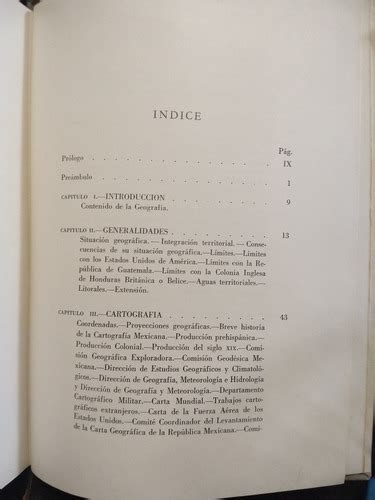 INDICE
Pág.
Prólogo . . . . . . . . . . . . . IX
Preámbulo . . . . . . . . . . . . . 1
CAPITULO I.—INTRODUCCION . . . . . . . . 9
Contenido de la Geografía.
CAPITULO II.—GENERALIDADES . . . . . . . . 13
Situación geográfica.—Integración territorial.—Conse-
cuencias de su situación geográfica.—Límites.—Límites
con los Estados Unidos de América.—Límites con la Re-
pública de Guatemala.—Límites con la Colonia Inglesa
de Honduras Británica o Belice.—Aguas territoriales.—
Litorales.—Extensión.
CAPITULO III.—CARTOGRAFIA . . . . . . . . 43
Coordenadas.—Proyecciones geográficas.—Breve historia
de la Cartografía Mexicana.—Producción prehispánica.—
Producción Colonial.—Producción del siglo XIX.—Comi-
sión Geográfica Exploradora.—Comisión Geodésica Me-
xicana.—Dirección de Estudios Geográficos y Climatoló-
gicos.—Dirección de Geografía, Meteorología e Hidrología
y Dirección de Geografía y Meteorología.—Departamento
Cartográfico Militar.—Carta Mundial.—Trabajos carto-
gráficos extranjeros.—Carta de la Fuerza Aérea de los
Estados Unidos.—Comité Coordinador del Levantamiento
de la Carta Geográfica de la República Mexicana.—Comi-